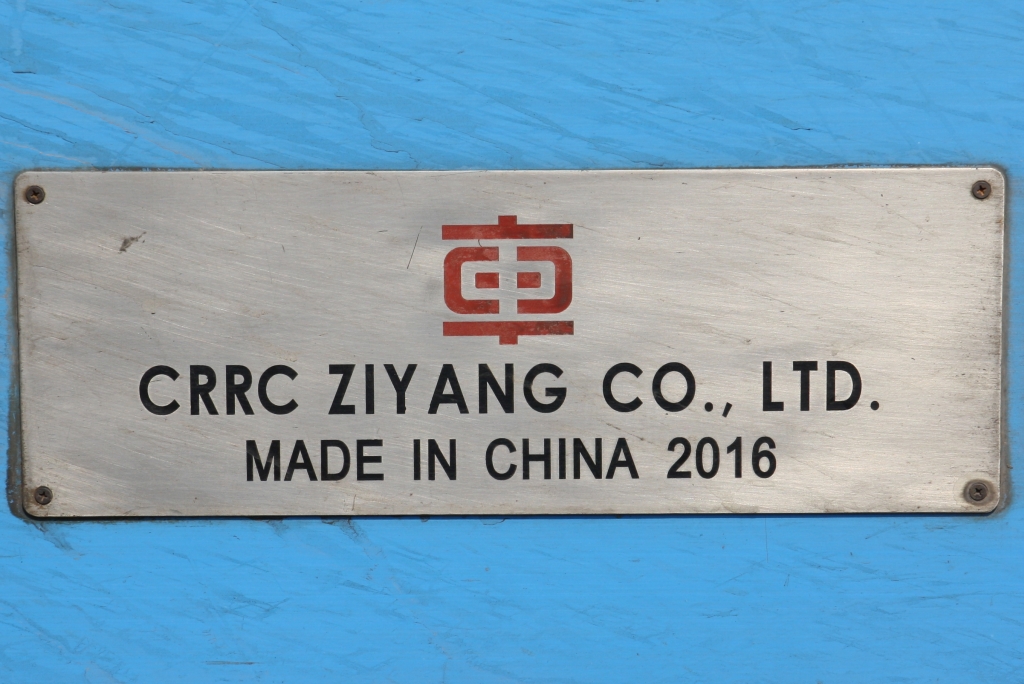 CRRC ZIYANG CO., LTD.
MADE IN CHINA 2016